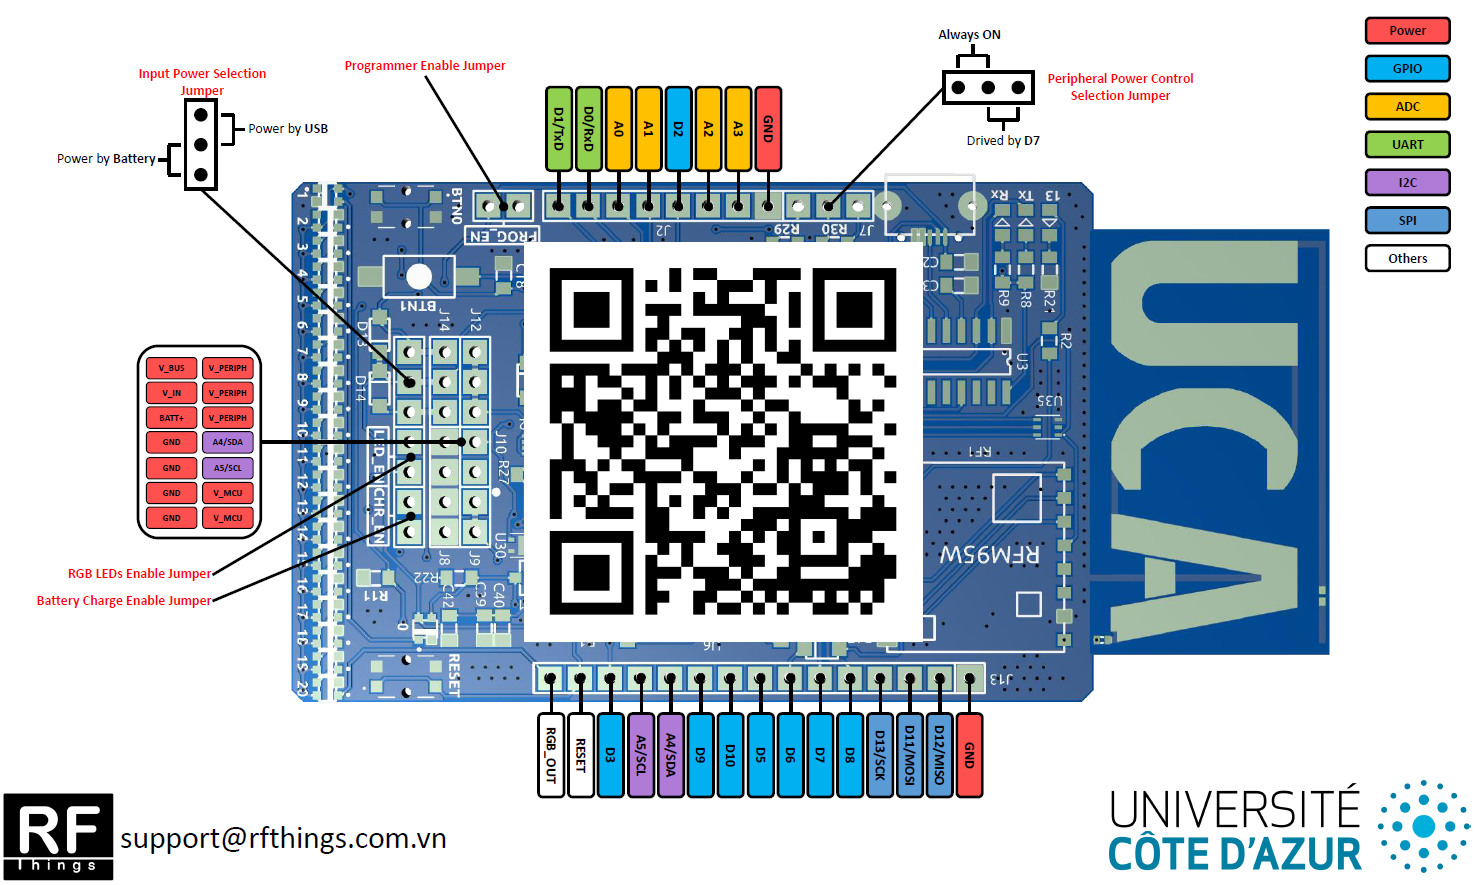 Always ON
Power
Input Power Selection
Jumper
Programmer Enable Jumper
Peripheral Power Control
Selection Jumper
GPIO
ADC
Power by USB
Power by Battery
Drived by D7
UART
I2C
SPI
Others
D1/TxD
D0/RxD
A0
A1
D2
A2
A3
GND
BTN0
PROG_EN
J2
R29
R30
J7
Rx
Tx
13
1
2
3
4
5
6
7
8
9
10
11
12
13
14
15
16
17
18
19
20
BTN1
C18
C2
C3
R9
R8
R21
J14
J12
D13
D14
R2
U3
U35
V_BUS
V_PERIPH
V_IN
V_PERIPH
BATT+
V_PERIPH
GND
A4/SDA
GND
A5/SCL
GND
V_MCU
GND
V_MCU
LED_EN
CHR_EN
J10
R27
U30
RF1
RFM95W
UCA
RGB LEDs Enable Jumper
Battery Charge Enable Jumper
J8
J9
R22
R11
C42
C39
C40
0
RESET
U6
J13
RGB_OUT
RESET
D3
A5/SCL
A4/SDA
D9
D10
D5
D6
D7
D8
D13/SCK
D11/MOSI
D12/MISO
GND
RF
Things
support@rfthings.com.vn
UNIVERSITÉ
CÔTE D'AZUR